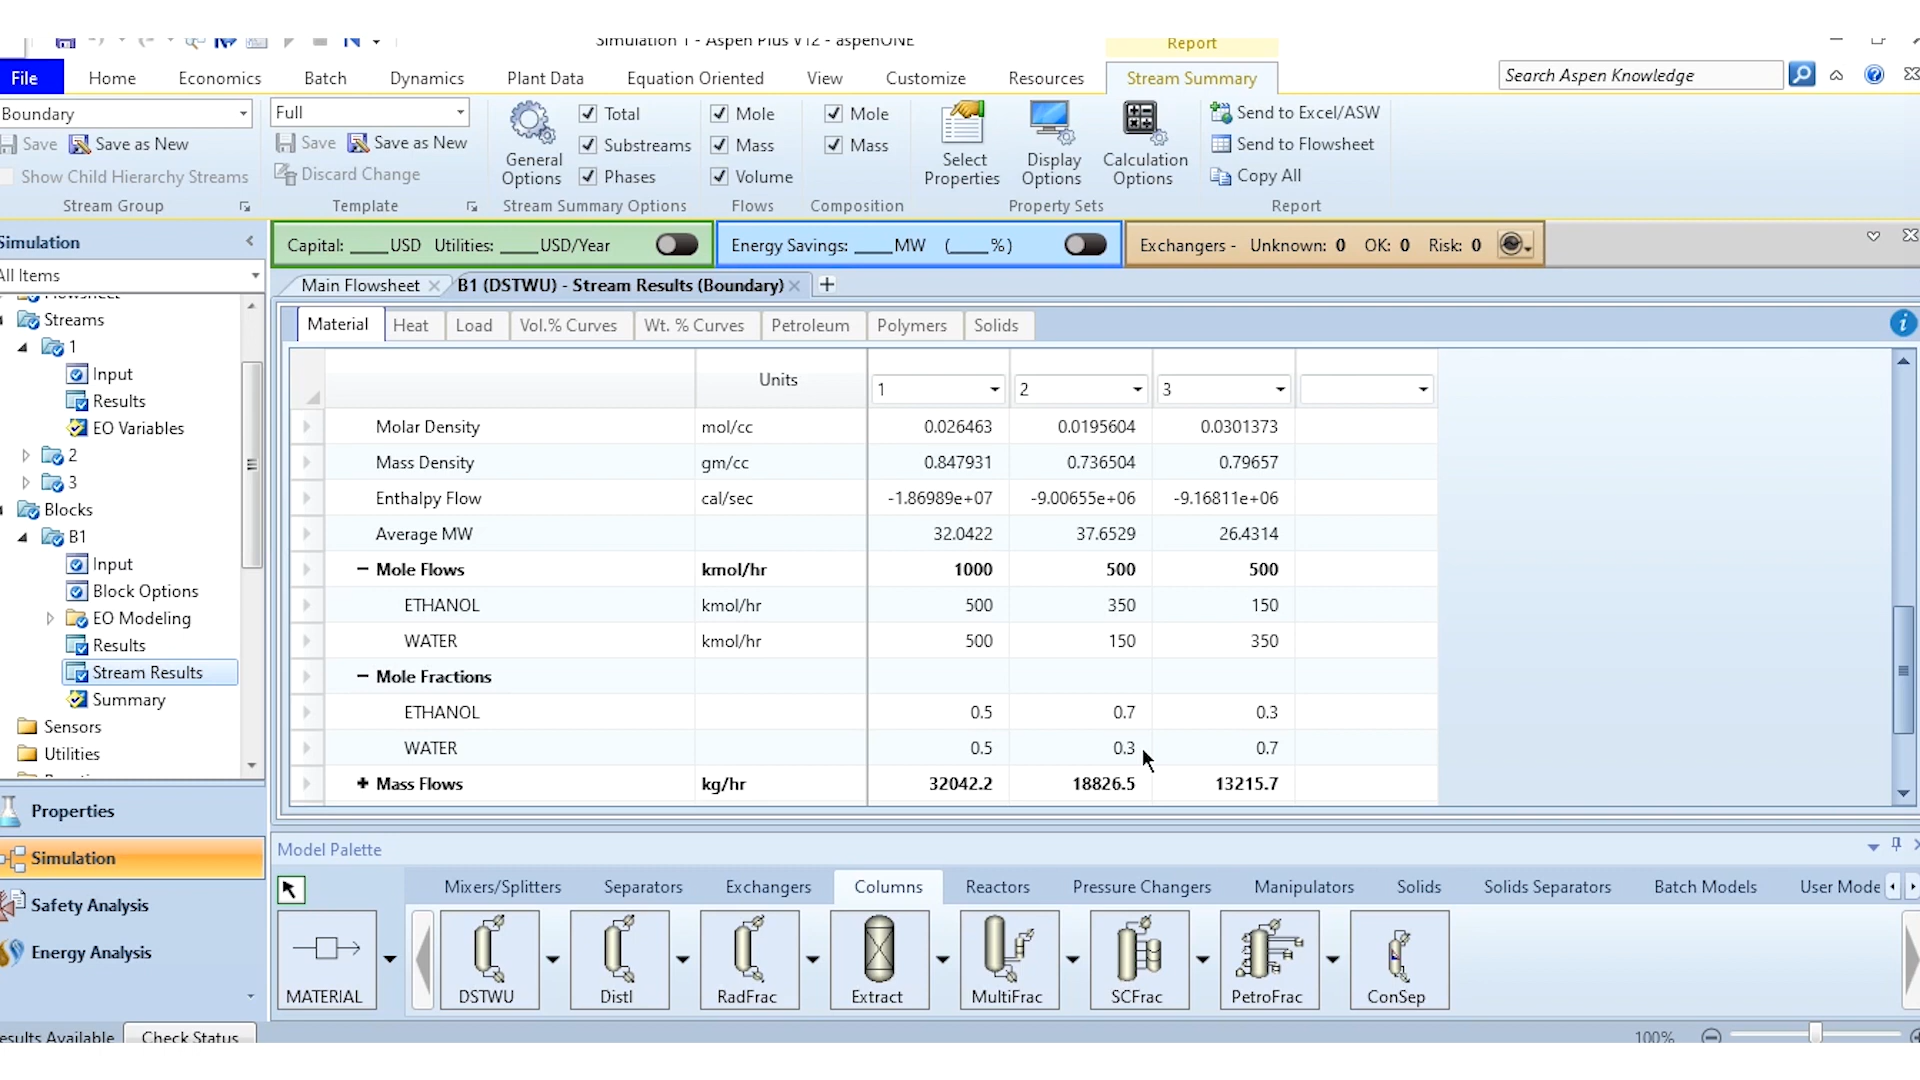 Simulation 1 - Aspen Plus V12 - aspenONE
Report
File Home Economics Batch Dynamics Plant Data Equation Oriented View Customize Resources Stream Summary
Search Aspen Knowledge
Boundary
Save Save as New
Show Child Hierarchy Streams
Stream Group
Full
Save Save as New
Discard Change
Template
General Options
Total
Substreams
Phases
Stream Summary Options
Mole
Mass
Volume
Flows
Mole
Mass
Composition
Select Properties
Display Options
Calculation Options
Property Sets
Send to Excel/ASW
Send to Flowsheet
Copy All
Report
Simulation
All Items
Capital: ____USD Utilities: ____USD/Year
Energy Savings: ____MW (____%)
Exchangers - Unknown: 0 OK: 0 Risk: 0
Main Flowsheet B1 (DSTWU) - Stream Results (Boundary) +
Material Heat Load Vol.% Curves Wt. % Curves Petroleum Polymers Solids
Flowsheet
Streams
1
Input
Results
EO Variables
2
3
Blocks
B1
Input
Block Options
EO Modeling
Results
Stream Results
Summary
Sensors
Utilities
Properties
Simulation
Safety Analysis
Energy Analysis
Units 1 2 3
Molar Density mol/cc 0.026463 0.0195604 0.0301373
Mass Density gm/cc 0.847931 0.736504 0.79657
Enthalpy Flow cal/sec -1.86989e+07 -9.00655e+06 -9.16811e+06
Average MW 32.0422 37.6529 26.4314
− Mole Flows kmol/hr 1000 500 500
ETHANOL kmol/hr 500 350 150
WATER kmol/hr 500 150 350
− Mole Fractions
ETHANOL 0.5 0.7 0.3
WATER 0.5 0.3 0.7
+ Mass Flows kg/hr 32042.2 18826.5 13215.7
Model Palette
Mixers/Splitters Separators Exchangers Columns Reactors Pressure Changers Manipulators Solids Solids Separators Batch Models User Mode
MATERIAL DSTWU Distl RadFrac Extract MultiFrac SCFrac PetroFrac ConSep
esults Available Check Status 100%